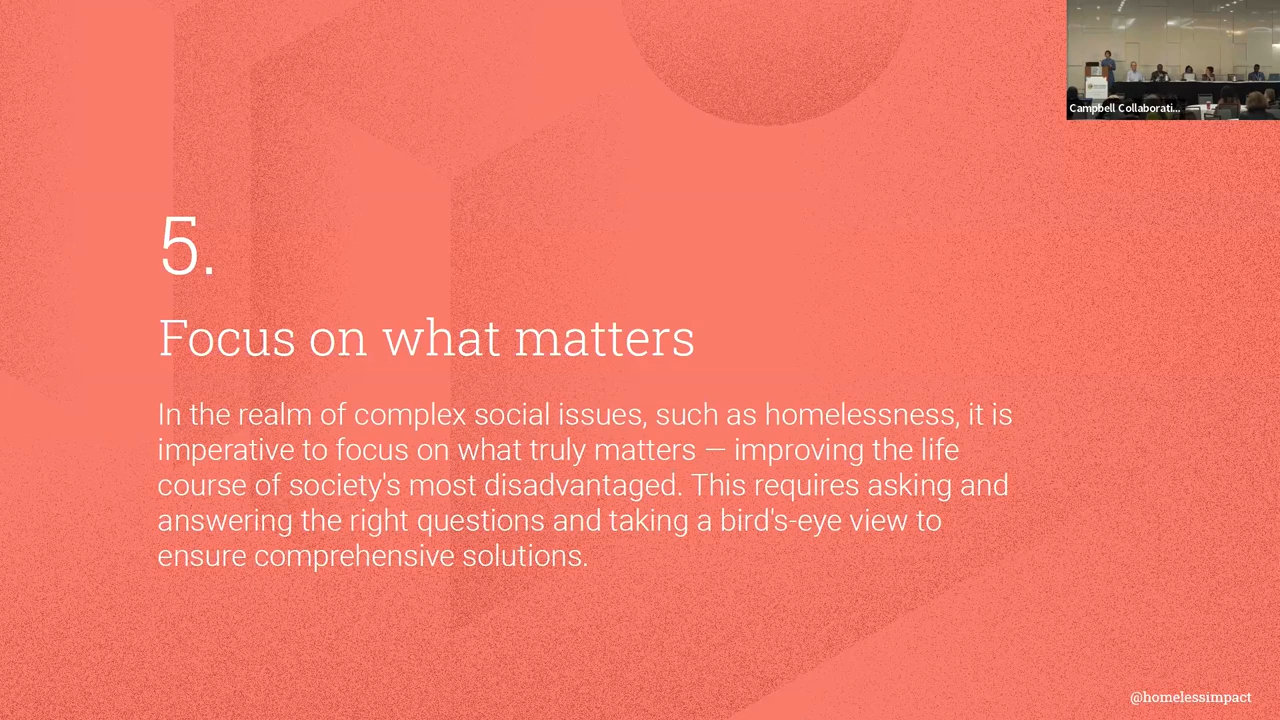 Campbell Collaborati...
5.
Focus on what matters
In the realm of complex social issues, such as homelessness, it is
imperative to focus on what truly matters — improving the life
course of society's most disadvantaged. This requires asking and
answering the right questions and taking a bird's-eye view to
ensure comprehensive solutions.
@homelessimpact